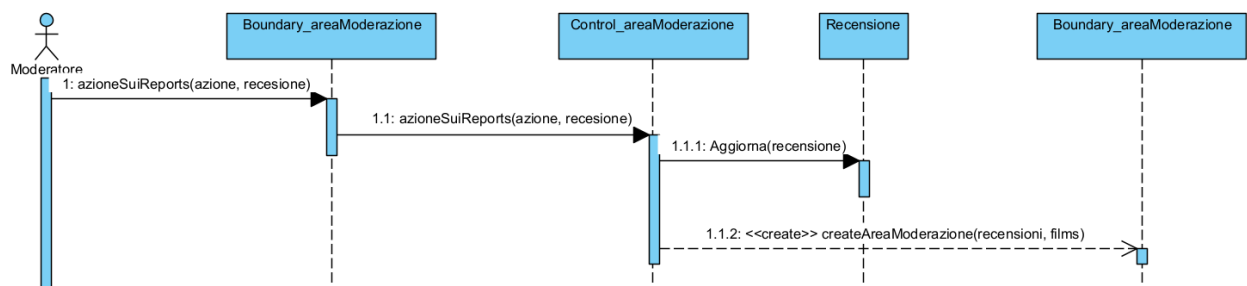 Boundary_areaModerazione
Control_areaModerazione
Recensione
Boundary_areaModerazione
Moderatore
1: azioneSuiReports(azione, recesione)
1.1: azioneSuiReports(azione, recesione)
1.1.1: Aggiorna(recensione)
1.1.2: <<create>> createAreaModerazione(recensioni, films)